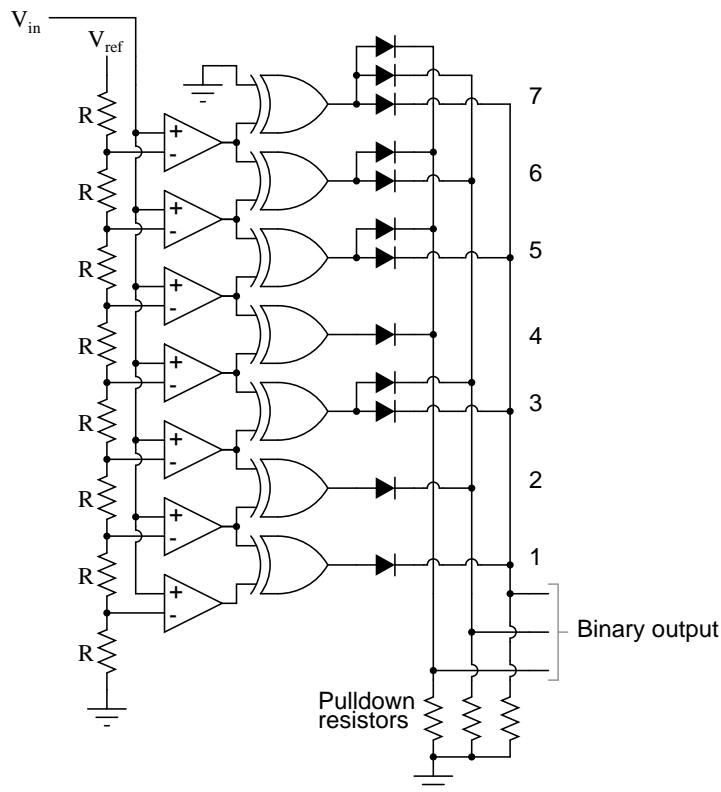 V_in
V_ref
R
R
R
R
R
R
R
R
+
-
+
-
+
-
+
-
+
-
+
-
+
-
7
6
5
4
3
2
1
Binary output
Pulldown
resistors